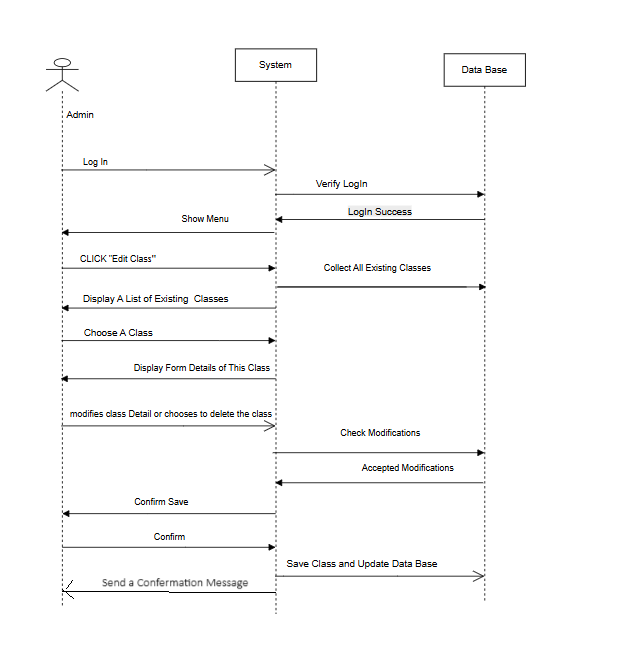 System
Data Base
Admin
Log In
Verify LogIn
LogIn Success
Show Menu
CLICK "Edit Class"
Collect All Existing Classes
Display A List of Existing Classes
Choose A Class
Display Form Details of This Class
modifies class Detail or chooses to delete the class
Check Modifications
Accepted Modifications
Confirm Save
Confirm
Save Class and Update Data Base
Send a Confermation Message